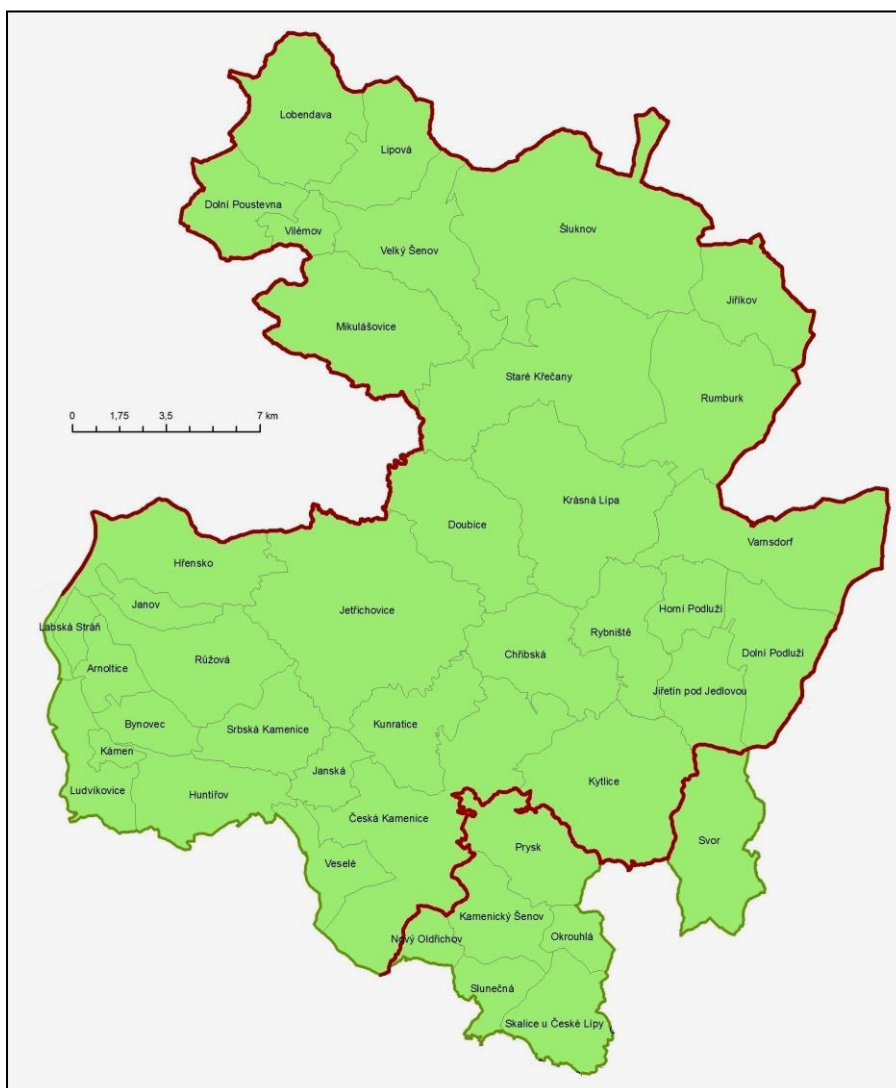 Lobendava
Lipová
Dolní Poustevna
Vilémov
Šluknov
Velký Šenov
Jiříkov
Mikulášovice
Staré Křečany
Rumburk
0 1,75 3,5 7 km
Krásná Lípa
Doubice
Varnsdorf
Hřensko
Janov
Jetřichovice
Horní Podluží
Labská Stráň
Rybniště
Růžová
Chřibská
Dolní Podluží
Arnoltice
Jiřetín pod Jedlovou
Bynovec
Srbská Kamenice
Kunratice
Kámen
Janská
Ludvíkovice
Huntířov
Kytlice
Česká Kamenice
Svor
Prysk
Veselé
Kamenický Šenov
Nový Oldřichov
Okrouhlá
Slunečná
Skalice u České Lípy